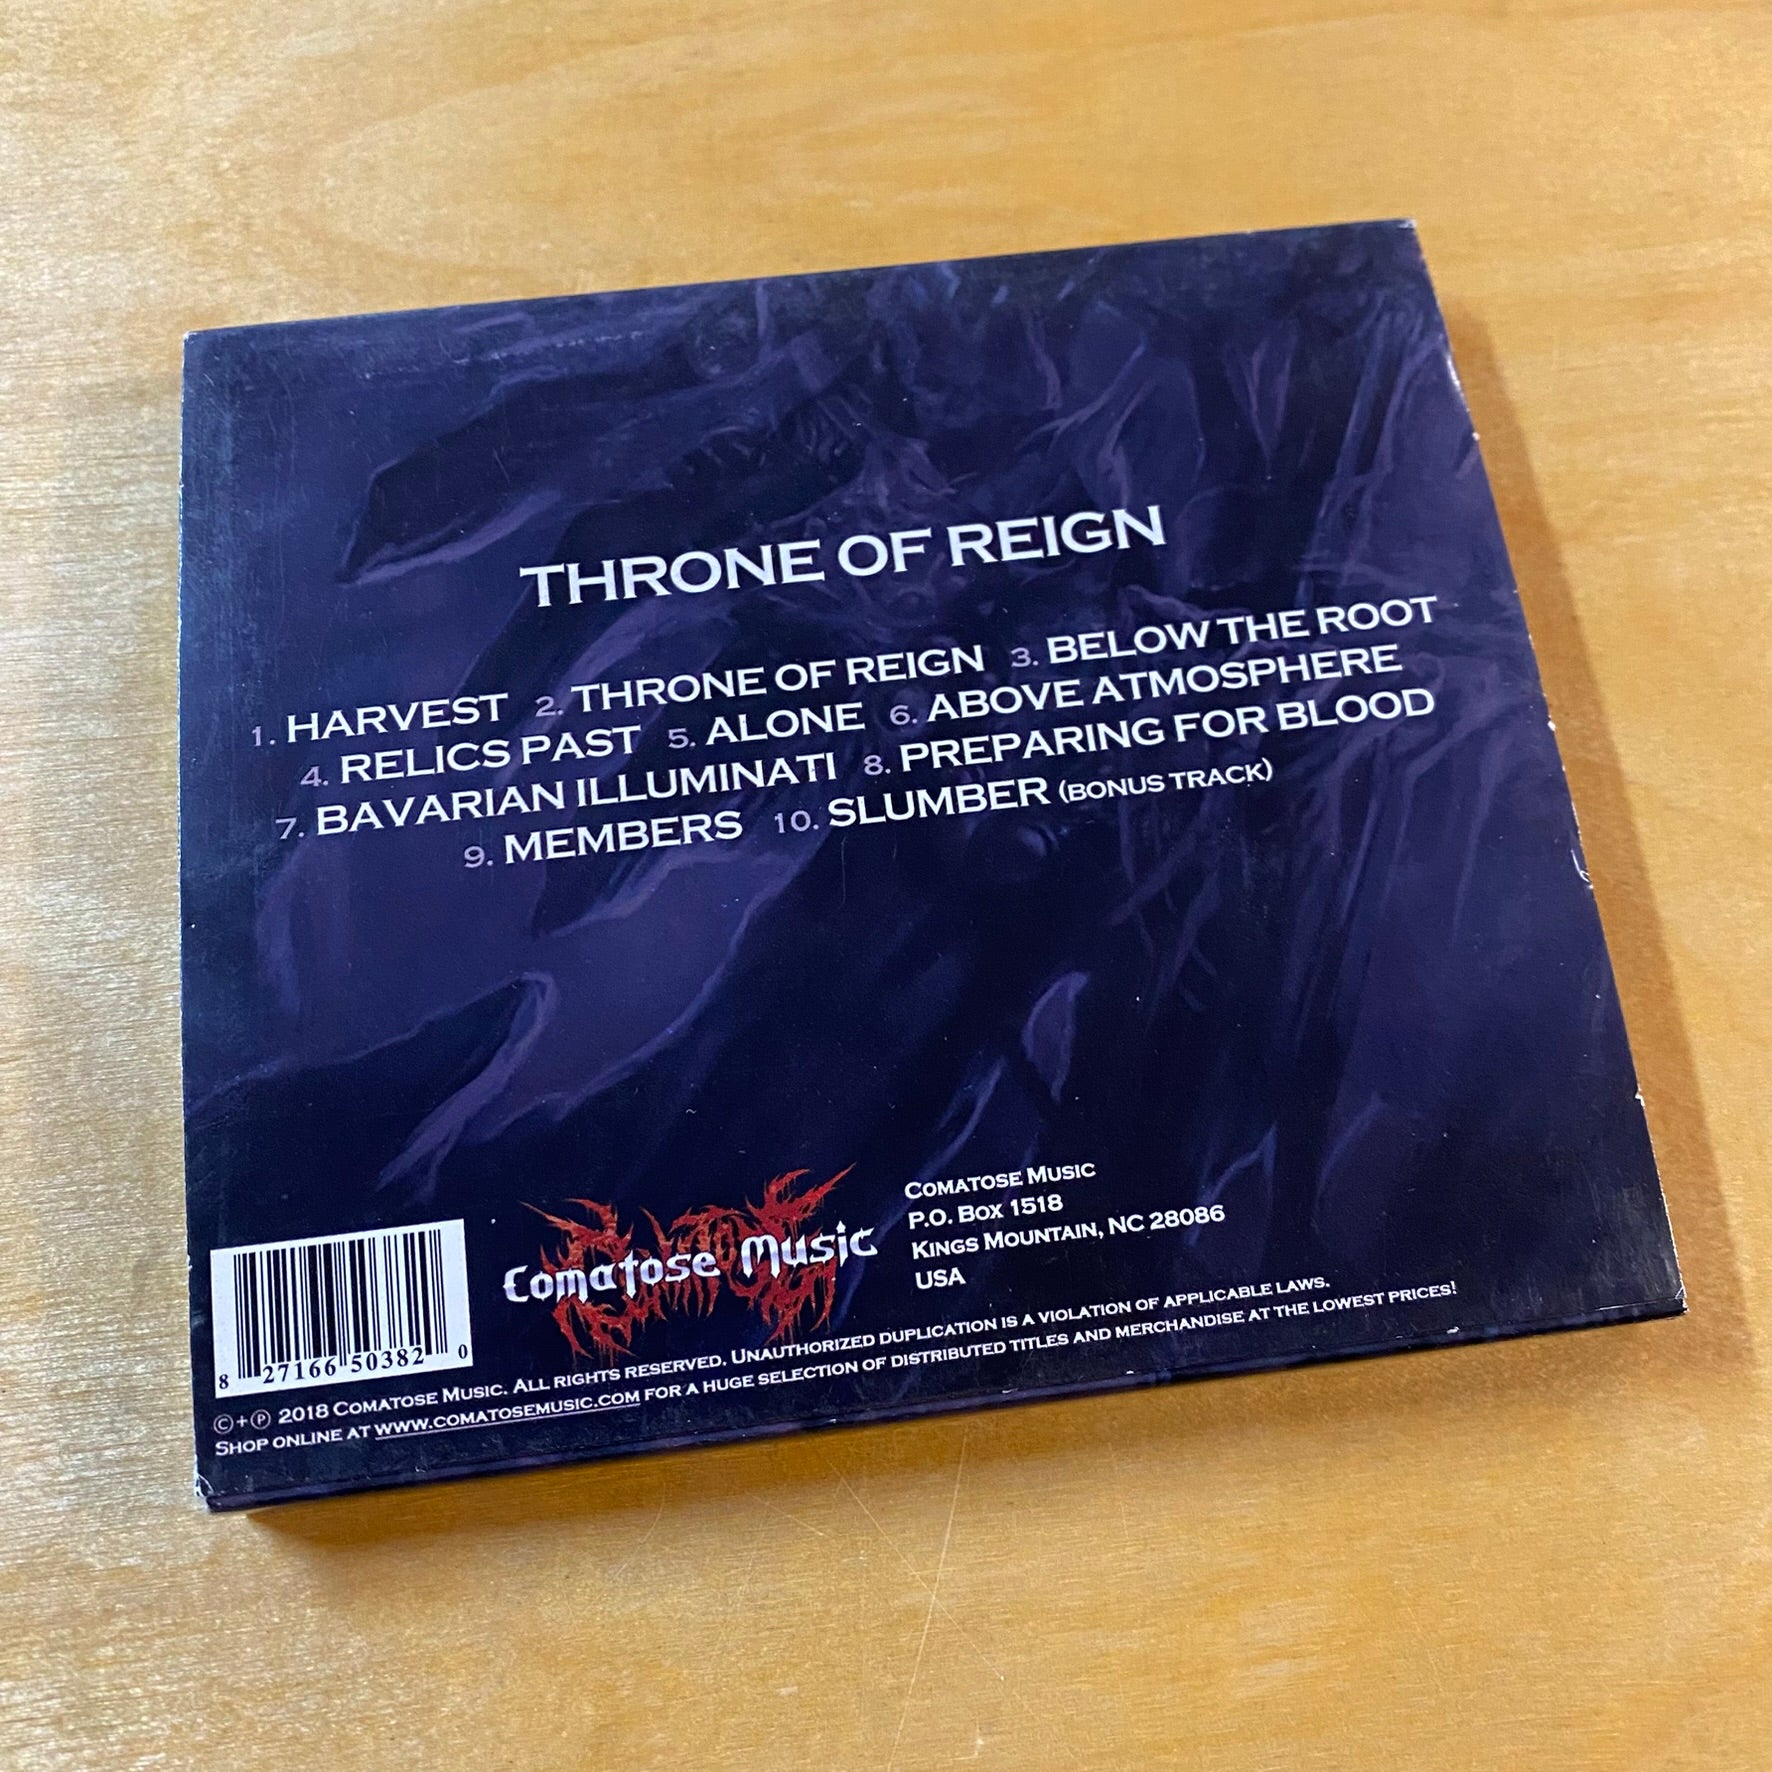 THRONE OF REIGN
1. HARVEST 2. THRONE OF REIGN 3. BELOW THE ROOT
4. RELICS PAST 5. ALONE 6. ABOVE ATMOSPHERE
7. BAVARIAN ILLUMINATI 8. PREPARING FOR BLOOD
9. MEMBERS 10. SLUMBER (BONUS TRACK)
Comatose Music
COMATOSE MUSIC
P.O. BOX 1518
KINGS MOUNTAIN, NC 28086
USA
8 27166 50382 0
©+℗ 2018 COMATOSE MUSIC. ALL RIGHTS RESERVED. UNAUTHORIZED DUPLICATION IS A VIOLATION OF APPLICABLE LAWS.
SHOP ONLINE AT WWW.COMATOSEMUSIC.COM FOR A HUGE SELECTION OF DISTRIBUTED TITLES AND MERCHANDISE AT THE LOWEST PRICES!